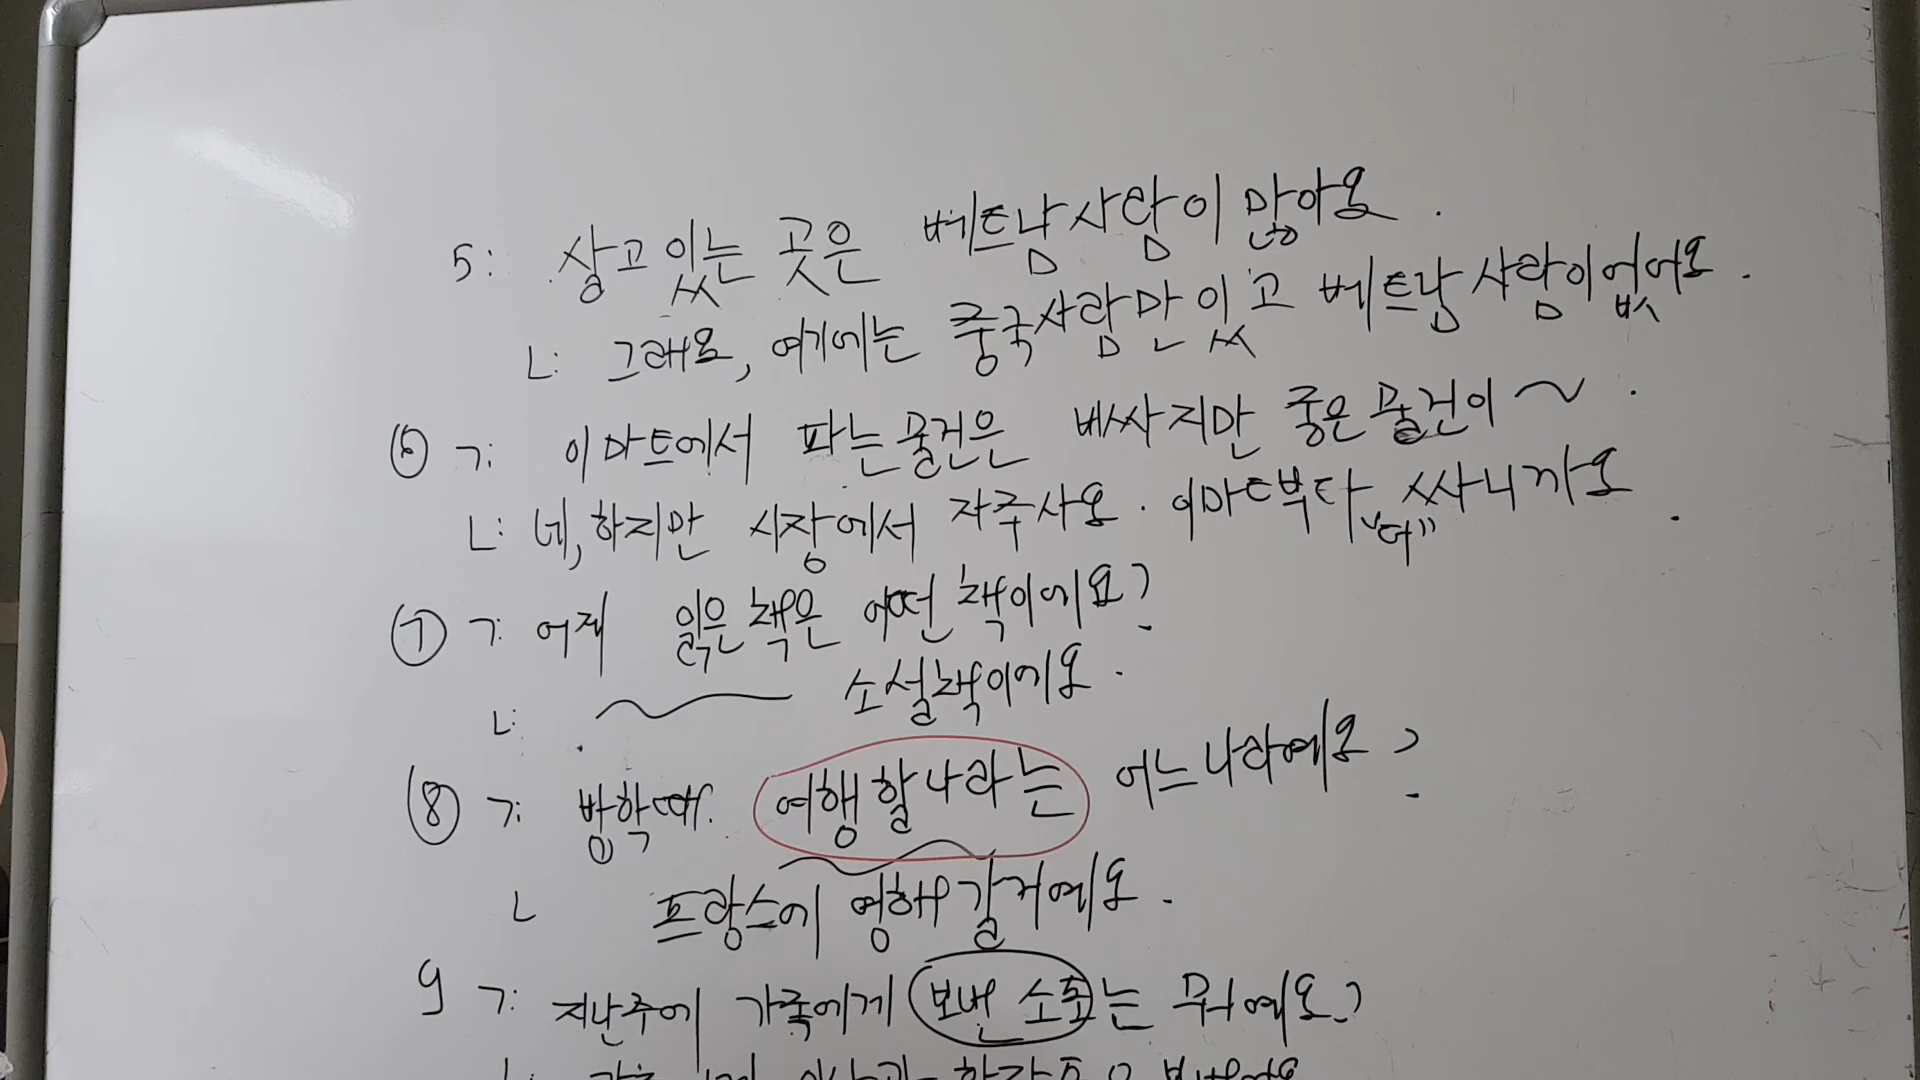 5: 살고 있는 곳은 베트남사람이 많아요.
ㄴ: 그래요, 여기에는 중국사람만 있고 베트남 사람이 없어요.
⑥ ㄱ: 이마트에서 파는 물건은 비싸지만 좋은 물건이 ~.
ㄴ: 네, 하지만 시장에서 자주 사요. 이마트부타 "더" 싸니까요.
⑦ ㄱ: 어제 읽은 책은 어떤 책이에요?
ㄴ: ~ 소설책이에요.
⑧ ㄱ: 방학때 여행할 나라는 어느 나라예요?
ㄴ 프랑스에 영해 갈거예요.
9 ㄱ: 지난주에 가족에게 보낸 소포는 뭐예요?